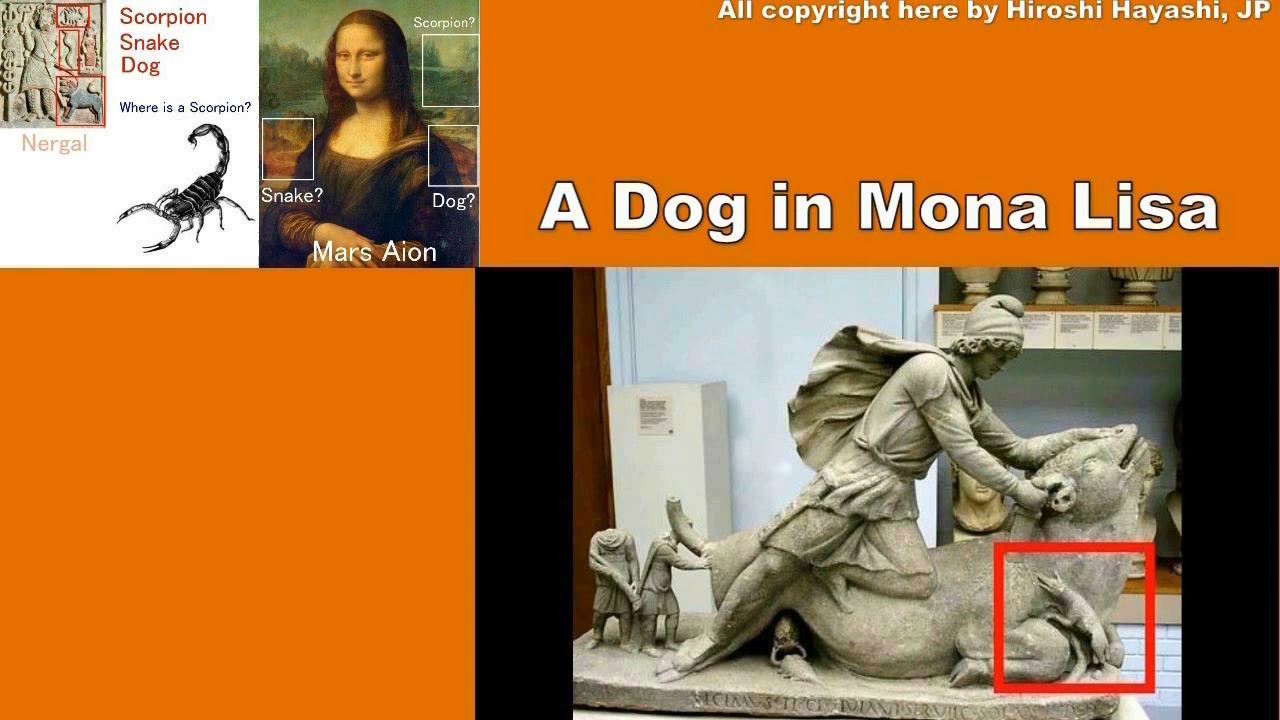 All copyright here by Hiroshi Hayashi, JP
Scorpion
Snake
Dog
Where is a Scorpion?
Nergal
Scorpion?
Snake?
Dog?
Mars Aion
A Dog in Mona Lisa